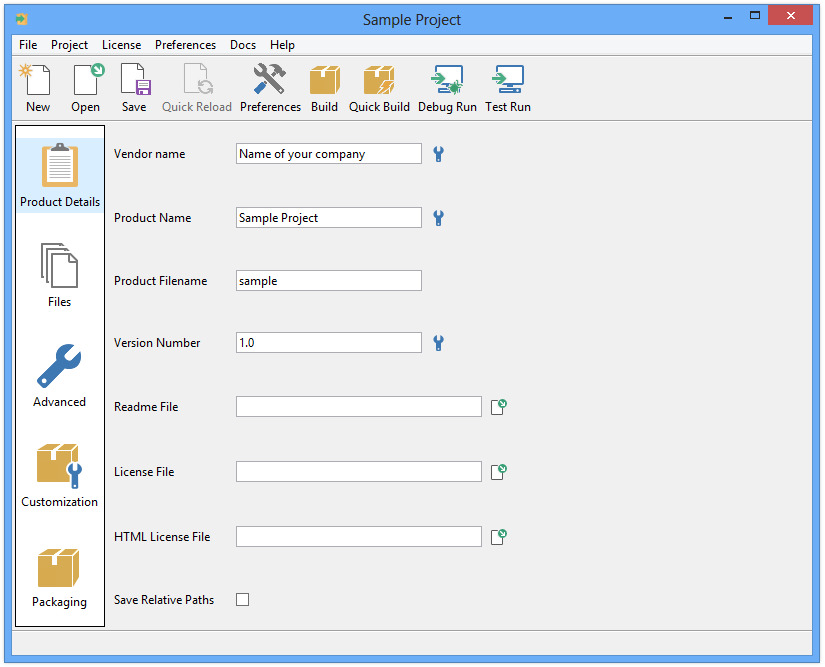 Sample Project
File Project License Preferences Docs Help
New Open Save Quick Reload Preferences Build Quick Build Debug Run Test Run
Product Details
Files
Advanced
Customization
Packaging
Vendor name Name of your company
Product Name Sample Project
Product Filename sample
Version Number 1.0
Readme File
License File
HTML License File
Save Relative Paths